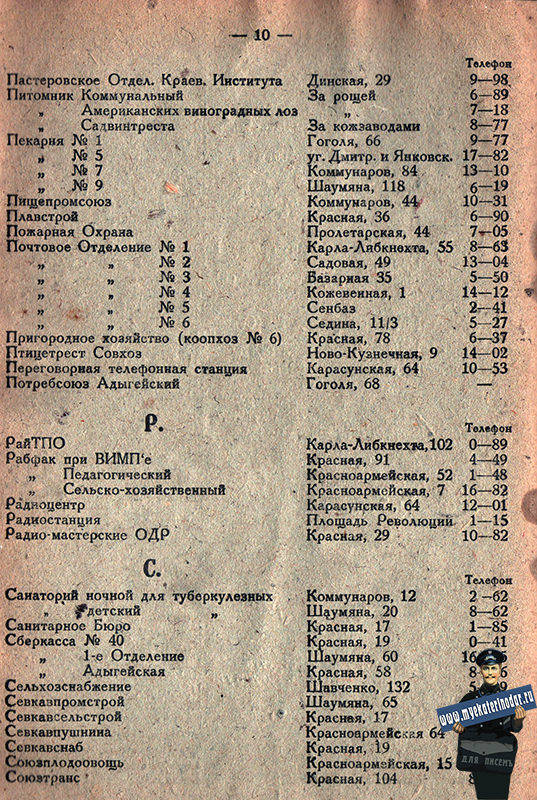 — 10 —
Телефон
Пастеровское Отдел. Краев. Института Динская, 29 9—98
Питомник Коммунальный За рощей 6—89
„ Американских виноградных лоз „ 7—18
„ Садвинтреста За кожзаводами 8—77
Пекарня № 1 Гоголя, 66 9—77
„ № 5 уг. Дмитр. и Янковск. 17—82
„ № 7 Коммунаров, 84 13—10
„ № 9 Шаумяна, 118 6—19
Пищепромсоюз Коммунаров, 44 10—31
Плавстрой Красная, 36 6—90
Пожарная Охрана Пролетарская, 44 7—05
Почтовое Отделение № 1 Карла-Либкнехта, 55 8—63
„ „ № 2 Садовая, 49 13—04
„ „ № 3 Базарная 35 5—50
„ „ № 4 Кожевенная, 1 14—12
„ „ № 5 Сенбаз 2—41
„ „ № 6 Седина, 11/3 5—27
Пригородное хозяйство (коопхоз № 6) Красная, 78 6—37
Птицетрест Совхоз Ново-Кузнечная, 9 14—02
Переговорная телефонная станция Карасунская, 64 10—53
Потребсоюз Адыгейский Гоголя, 68 —
Р.
Телефон
РайТПО Карла-Либкнехта, 102 0—89
Рабфак при ВИМП'е Красная, 91 4—49
„ Педагогический Красноармейская, 52 1—48
„ Сельско-хозяйственный Красноармейская, 7 16—82
Радиоцентр Карасунская, 64 12—01
Радиостанция Площадь Революций 1—15
Радио-мастерские ОДР Красная, 29 10—82
С.
Телефон
Санаторий ночной для туберкулезных Коммунаров, 12 2—62
„ детский „ Шаумяна, 20 8—62
Санитарное Бюро Красная, 17 1—85
Сберкасса № 40 Красная, 19 0—41
„ 1-е Отделение Шаумяна, 60 16
„ Адыгейская Красная, 58 8
Сельхозснабжение Шавченко, 132 5
Севкавпромстрой Шаумяна, 65
Севкавсельстрой Красная, 17
Севкавпушнина Красноармейская 64
Севкавснаб Красная, 19
Союзплодоовощь Красноармейская, 15
Союзтранс Красная, 104
www.myekaterinodar.ru
ДЛЯ ПИСЕМЪ